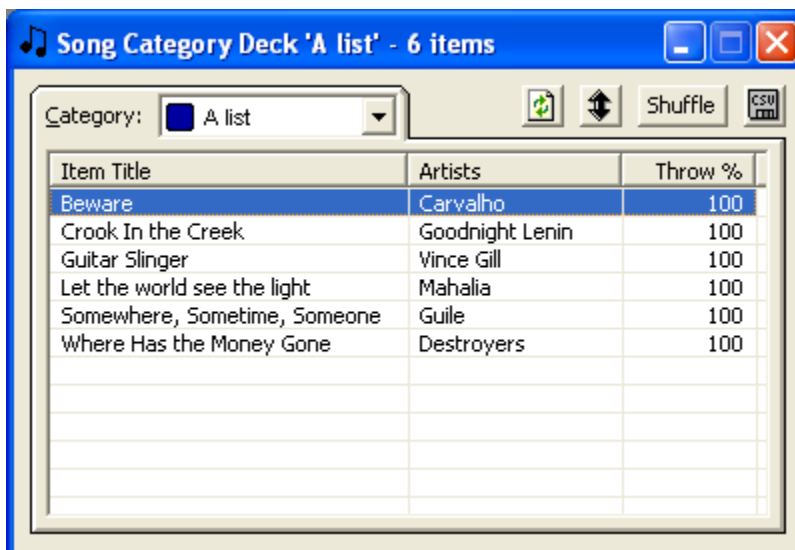 Song Category Deck 'A list' - 6 items
Category: A list Shuffle CSV
Item Title Artists Throw %
Beware Carvalho 100
Crook In the Creek Goodnight Lenin 100
Guitar Slinger Vince Gill 100
Let the world see the light Mahalia 100
Somewhere, Sometime, Someone Guile 100
Where Has the Money Gone Destroyers 100